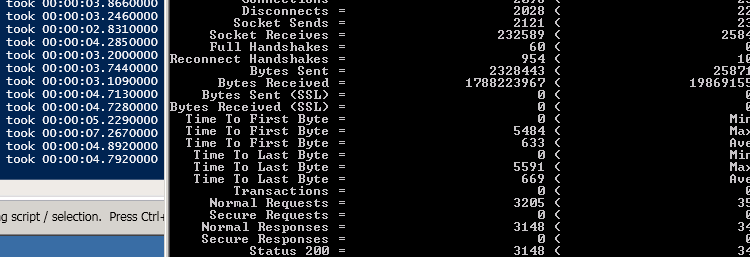 took 00:00:03.8660000
took 00:00:03.2460000
took 00:00:02.8310000
took 00:00:04.2850000
took 00:00:03.2000000
took 00:00:03.7440000
took 00:00:03.1090000
took 00:00:04.7130000
took 00:00:04.7280000
took 00:00:05.2290000
took 00:00:07.2670000
took 00:00:04.8920000
took 00:00:04.7920000
ng script / selection. Press Ctrl+
Disconnects = 2028 ( 22
Socket Sends = 2121 (
Socket Receives = 232589 ( 2584
Full Handshakes = 60 (
Reconnect Handshakes = 954 ( 10
Bytes Sent = 2328443 ( 25871
Bytes Received = 1788223967 ( 19869155
Bytes Sent (SSL) = 0 ( 0
Bytes Received (SSL) = 0 ( 0
Time To First Byte = 0 ( Min
Time To First Byte = 5484 ( Max
Time To First Byte = 633 ( Ave
Time To Last Byte = 0 ( Min
Time To Last Byte = 5591 ( Max
Time To Last Byte = 669 ( Ave
Transactions = 0 ( 0
Normal Requests = 3205 ( 35
Secure Requests = 0 ( 0
Normal Responses = 3148 ( 34
Secure Responses = 0 ( 0
Status 200 = 3148 ( 34